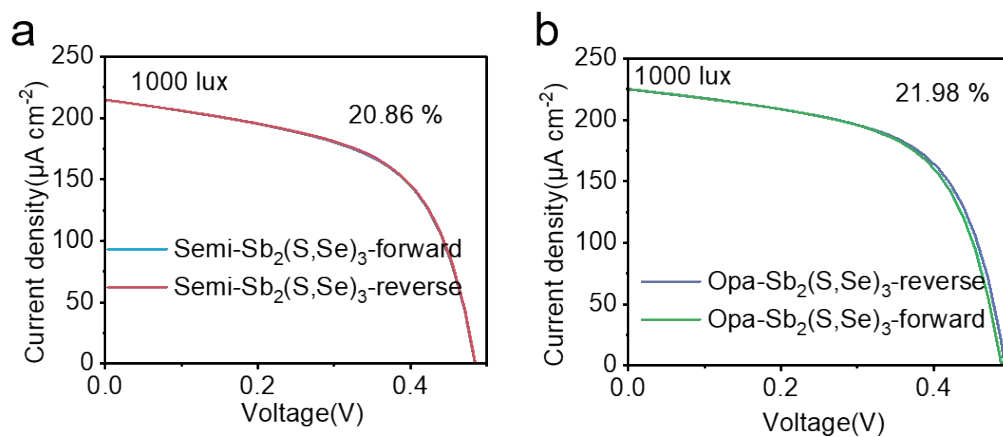 a
250
200
150
100
50
0
Current density(µA cm⁻²)
1000 lux
20.86 %
Semi-Sb₂(S,Se)₃-forward
Semi-Sb₂(S,Se)₃-reverse
0.0
0.2
0.4
Voltage(V)
b
250
200
150
100
50
0
Current density(µA cm⁻²)
1000 lux
21.98 %
Opa-Sb₂(S,Se)₃-reverse
Opa-Sb₂(S,Se)₃-forward
0.0
0.2
0.4
Voltage(V)